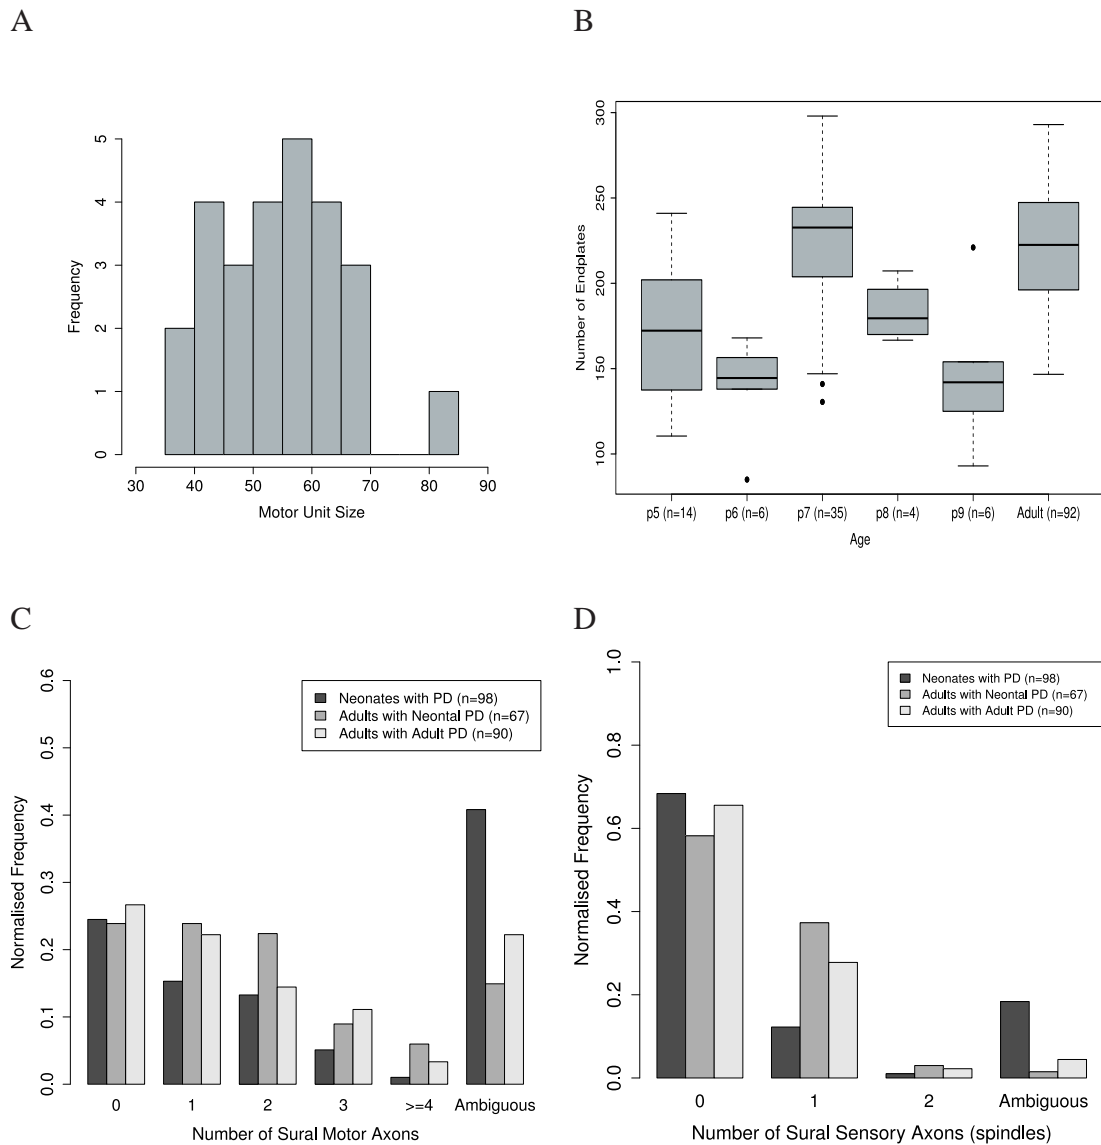 A
5
4
3
2
1
0
Frequency
30 40 50 60 70 80 90
Motor Unit Size
B
300
250
200
150
100
Number of Endplates
p5 (n=14) p6 (n=6) p7 (n=35) p8 (n=4) p9 (n=6) Adult (n=92)
Age
C
0.6
0.5
0.4
0.3
0.2
0.1
0.0
Normalised Frequency
Neonates with PD (n=98)
Adults with Neontal PD (n=67)
Adults with Adult PD (n=90)
0 1 2 3 >=4 Ambiguous
Number of Sural Motor Axons
D
1.0
0.8
0.6
0.4
0.2
0.0
Normalised Frequency
Neonates with PD (n=98)
Adults with Neontal PD (n=67)
Adults with Adult PD (n=90)
0 1 2 Ambiguous
Number of Sural Sensory Axons (spindles)